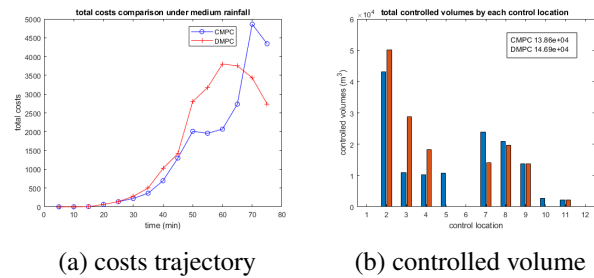 total costs comparison under medium rainfall
CMPC
DMPC
5000
4500
4000
3500
3000
2500
2000
1500
1000
500
0
total costs
0 10 20 30 40 50 60 70 80
time (min)
(a) costs trajectory
total controlled volumes by each control location
6 ×10⁴
CMPC 13.86e+04
DMPC 14.69e+04
5
4
3
2
1
0
controlled volumes (m³)
1 2 3 4 5 6 7 8 9 10 11 12
control location
(b) controlled volume